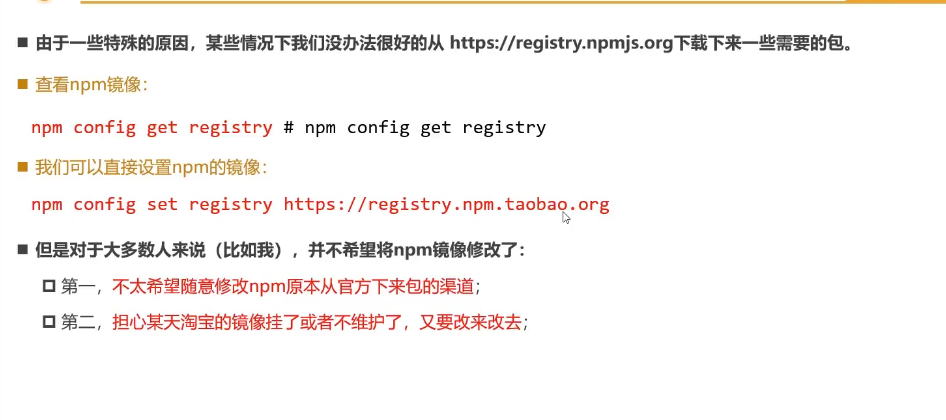 由于一些特殊的原因，某些情况下我们没办法很好的从 https://registry.npmjs.org下载下来一些需要的包。
查看npm镜像：
npm config get registry # npm config get registry
我们可以直接设置npm的镜像：
npm config set registry https://registry.npm.taobao.org
但是对于大多数人来说（比如我），并不希望将npm镜像修改了：
第一，不太希望随意修改npm原本从官方下来包的渠道；
第二，担心某天淘宝的镜像挂了或者不维护了，又要改来改去；